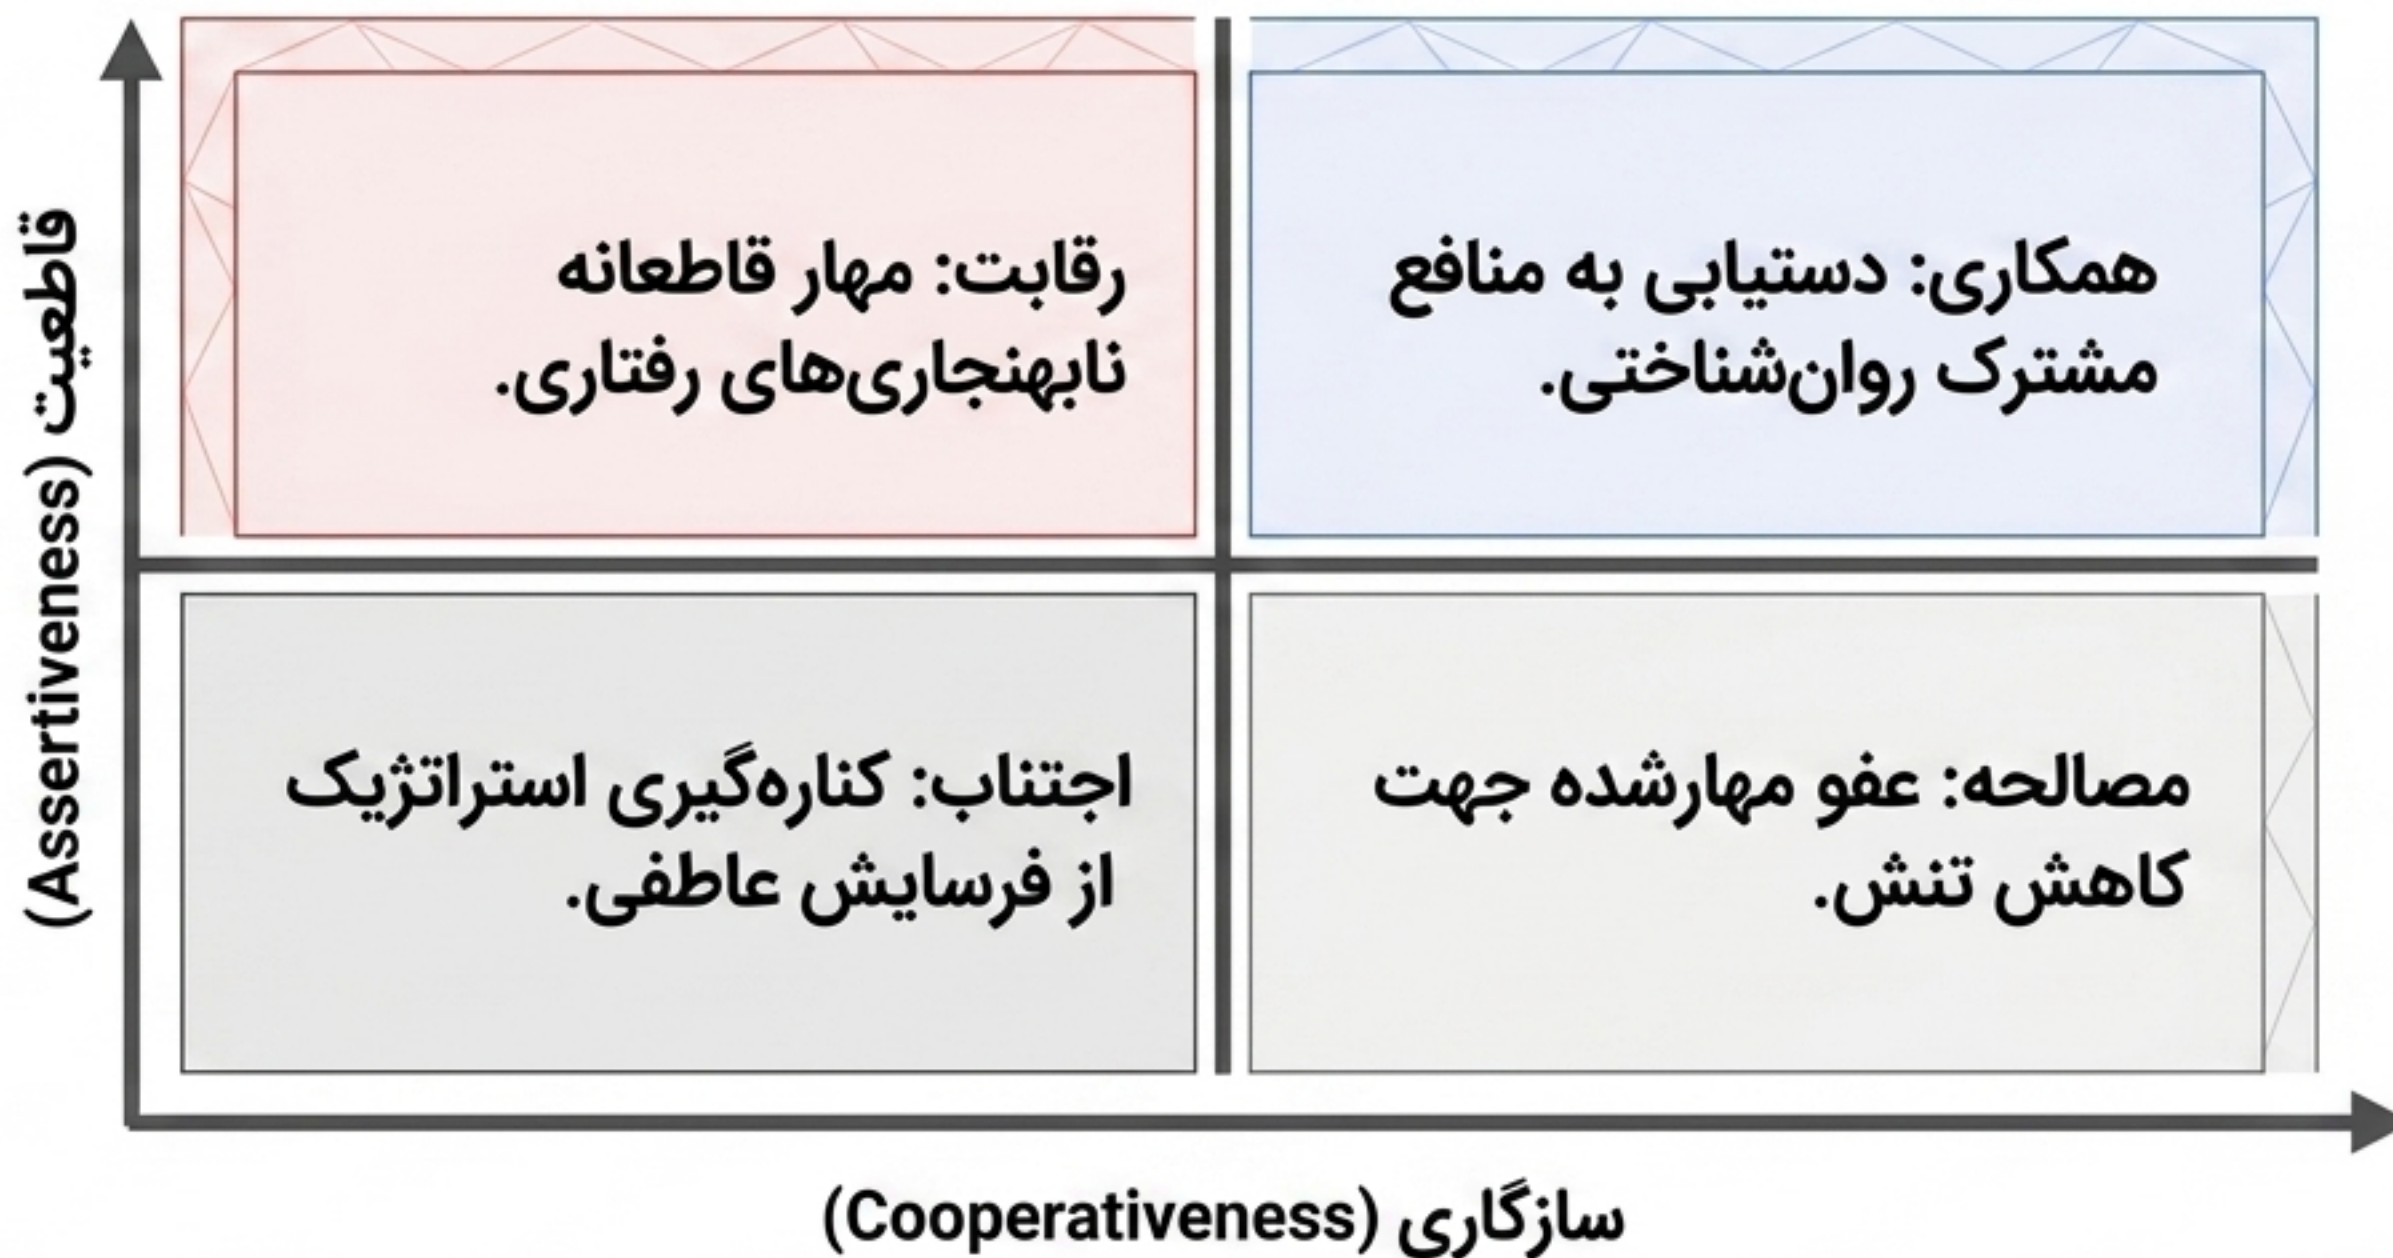 قاطعیت (Assertiveness)
رقابت: مهار قاطعانه
نابهنجاری‌های رفتاری.
همکاری: دستیابی به منافع
مشترک روان‌شناختی.
اجتناب: کناره‌گیری استراتژیک
از فرسایش عاطفی.
مصالحه: عفو مهارشده جهت
کاهش تنش.
سازگاری (Cooperativeness)